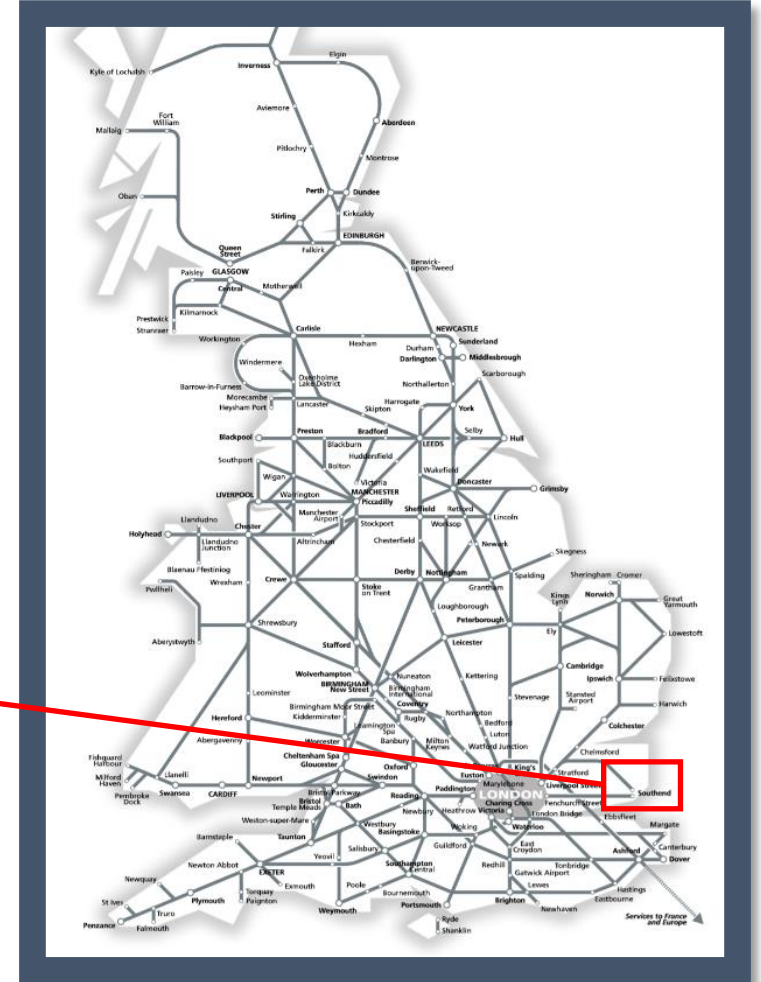 Elgin
Inverness
Kyle of Lochalsh
Aviemore
Fort
William
Mallaig
Aberdeen
Pitlochry
Montrose
Perth
Dundee
Oban
Stirling
Kirkcaldy
EDINBURGH
Queen
Street
Falkirk
Berwick-
upon-Tweed
Paisley
GLASGOW
Central
Motherwell
Prestwick
Kilmarnock
Stranraer
Carlisle
NEWCASTLE
Workington
Hexham
Sunderland
Durham
Darlington
Middlesbrough
Windermere
Scarborough
Oxenholme
Lake District
Barrow-in-Furness
Northallerton
Morecambe
Heysham Port
Lancaster
Harrogate
Skipton
York
Blackpool
Preston
Bradford
Selby
Blackburn
LEEDS
Hull
Southport
Huddersfield
Bolton
Wakefield
Wigan
Victoria
Doncaster
LIVERPOOL
Warrington
MANCHESTER
Piccadilly
Grimsby
Manchester
Airport
Sheffield
Retford
Llandudno
Chester
Stockport
Worksop
Lincoln
Holyhead
Llandudno
Junction
Altrincham
Chesterfield
Newark
Skegness
Blaenau Ffestiniog
Pwllheli
Wrexham
Crewe
Stoke
on Trent
Derby
Nottingham
Grantham
Spalding
Sheringham
Cromer
Kings
Lynn
Norwich
Great
Yarmouth
Loughborough
Peterborough
Shrewsbury
Ely
Lowestoft
Aberystwyth
Stafford
Leicester
Wolverhampton
Cambridge
BIRMINGHAM
New Street
Nuneaton
Kettering
Birmingham
International
Ipswich
Felixstowe
Leominster
Birmingham Moor Street
Coventry
Stevenage
Stansted
Airport
Harwich
Kidderminster
Rugby
Northampton
Hereford
Leamington
Spa
Bedford
Colchester
Abergavenny
Worcester
Banbury
Milton
Keynes
Luton
Watford Junction
Chelmsford
Fishguard
Harbour
Cheltenham Spa
Gloucester
Oxford
Euston
King's
Stratford
Milford
Haven
Llanelli
Newport
Swindon
Marylebone
Liverpool Street
Southend
Pembroke
Dock
Swansea
CARDIFF
Bristol Parkway
Reading
Paddington
LONDON
Bristol
Temple Meads
Bath
Newbury
Heathrow
Victoria
Charing Cross
Fenchurch Street
London Bridge
Ebbsfleet
Weston-super-Mare
Westbury
Woking
Waterloo
Margate
Barnstaple
Taunton
Basingstoke
Guildford
East
Croydon
Canterbury
Yeovil
Salisbury
Ashford
Dover
Newton Abbot
EXETER
Southampton
Central
Redhill
Tonbridge
Gatwick Airport
Newquay
Exmouth
Poole
Lewes
Hastings
St Ives
Plymouth
Torquay
Paignton
Bournemouth
Portsmouth
Brighton
Eastbourne
Truro
Weymouth
Newhaven
Penzance
Falmouth
Ryde
Shanklin
Services to France
and Europe